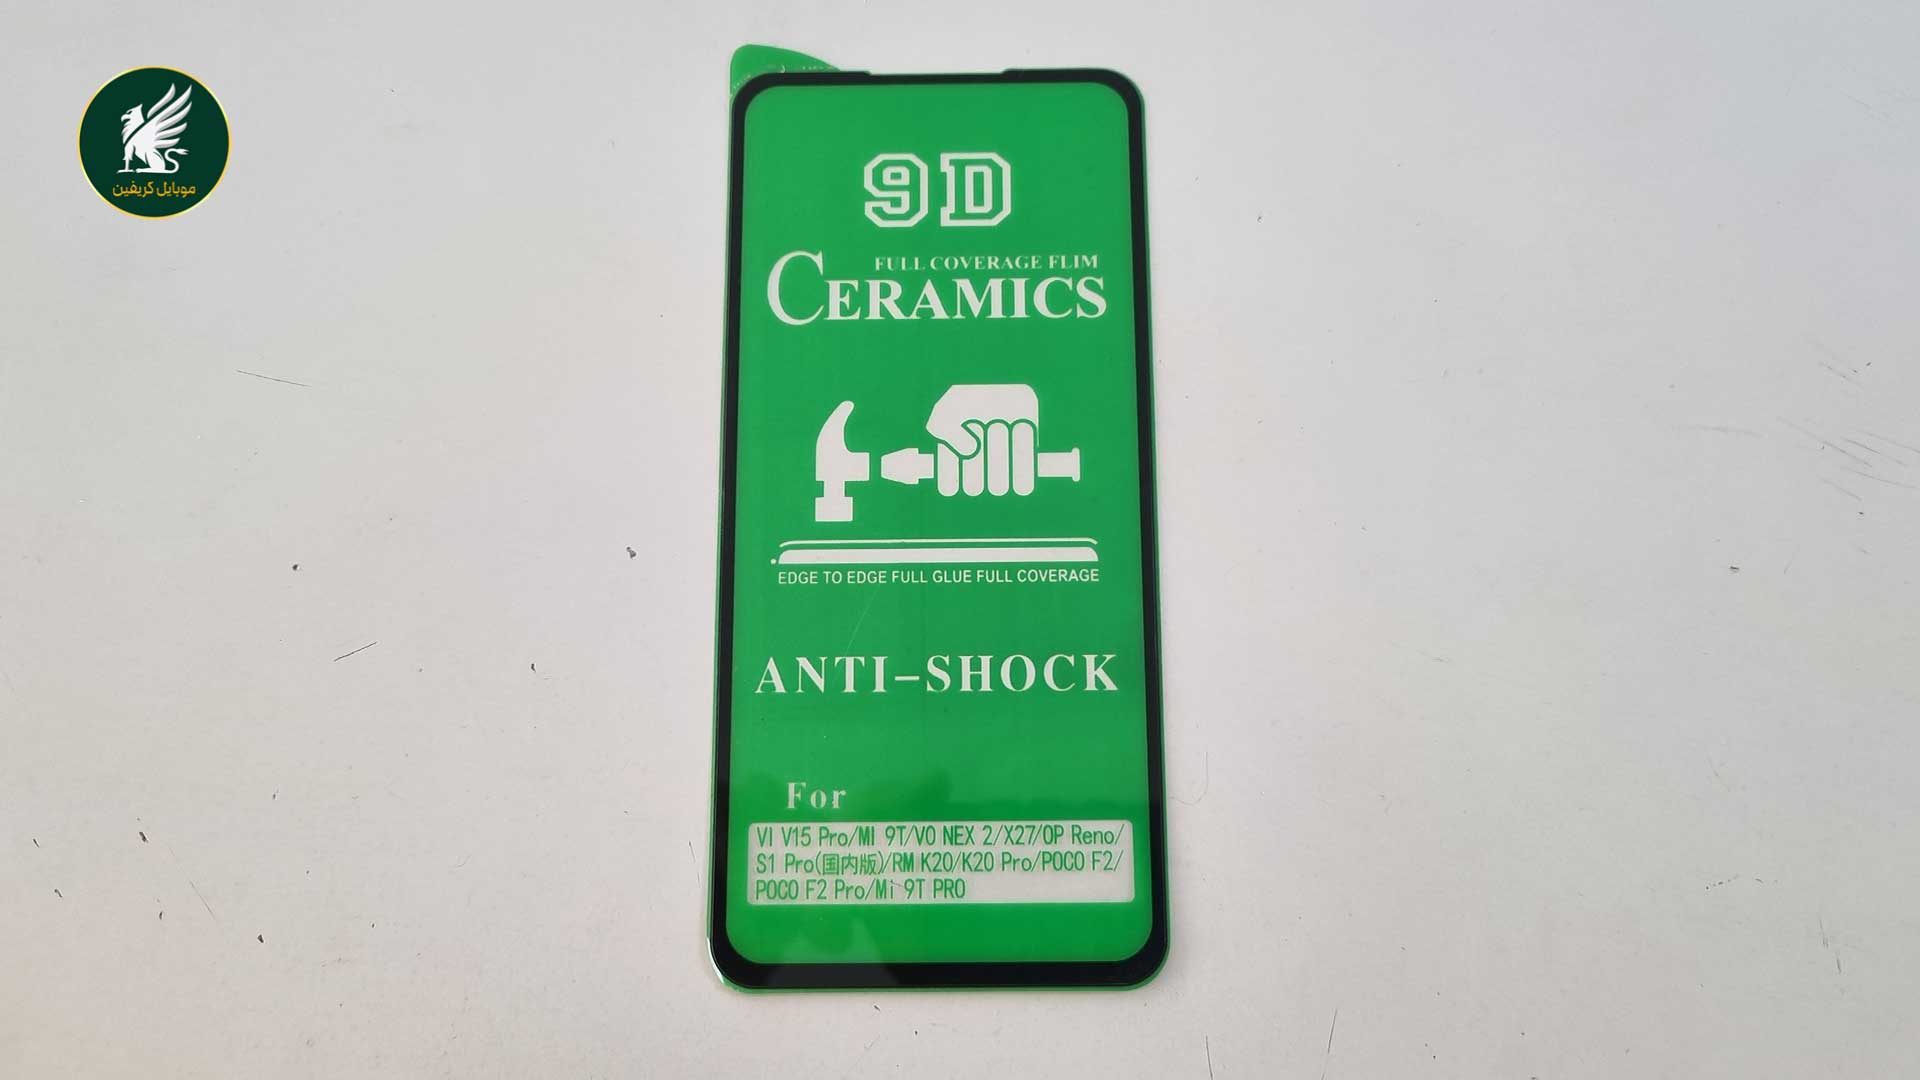 موبایل گریفین
9D
FULL COVERAGE FLIM
CERAMICS
EDGE TO EDGE FULL GLUE FULL COVERAGE
ANTI-SHOCK
For
VI V15 Pro/MI 9T/VO NEX 2/X27/OP Reno/
S1 Pro(国内版)/RM K20/K20 Pro/POCO F2/
POCO F2 Pro/Mi 9T PRO